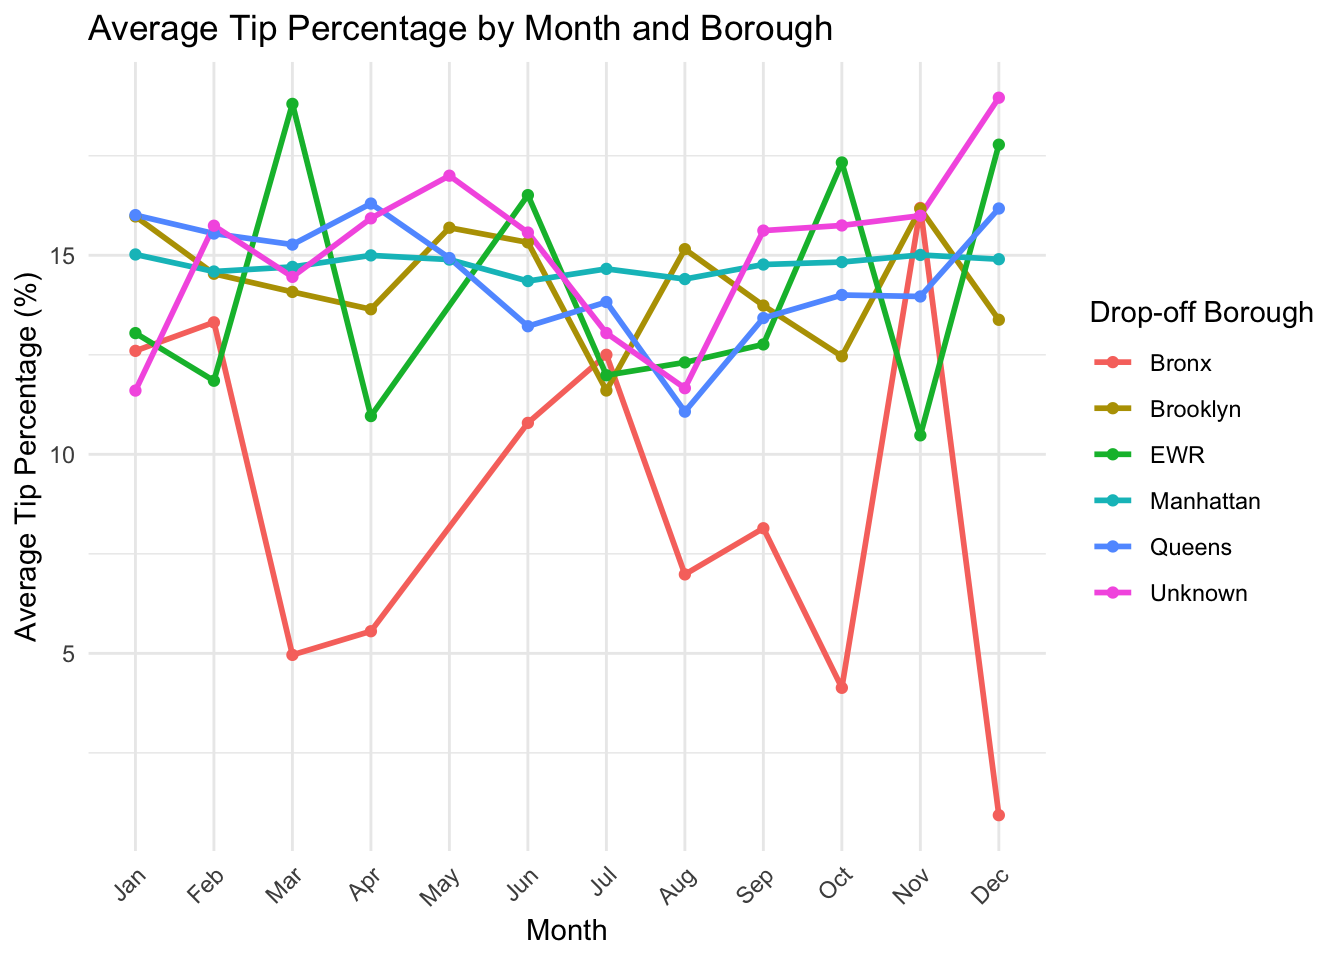 Average Tip Percentage by Month and Borough
Average Tip Percentage (%)
15
10
5
Jan
Feb
Mar
Apr
May
Jun
Jul
Aug
Sep
Oct
Nov
Dec
Month
Drop-off Borough
Bronx
Brooklyn
EWR
Manhattan
Queens
Unknown